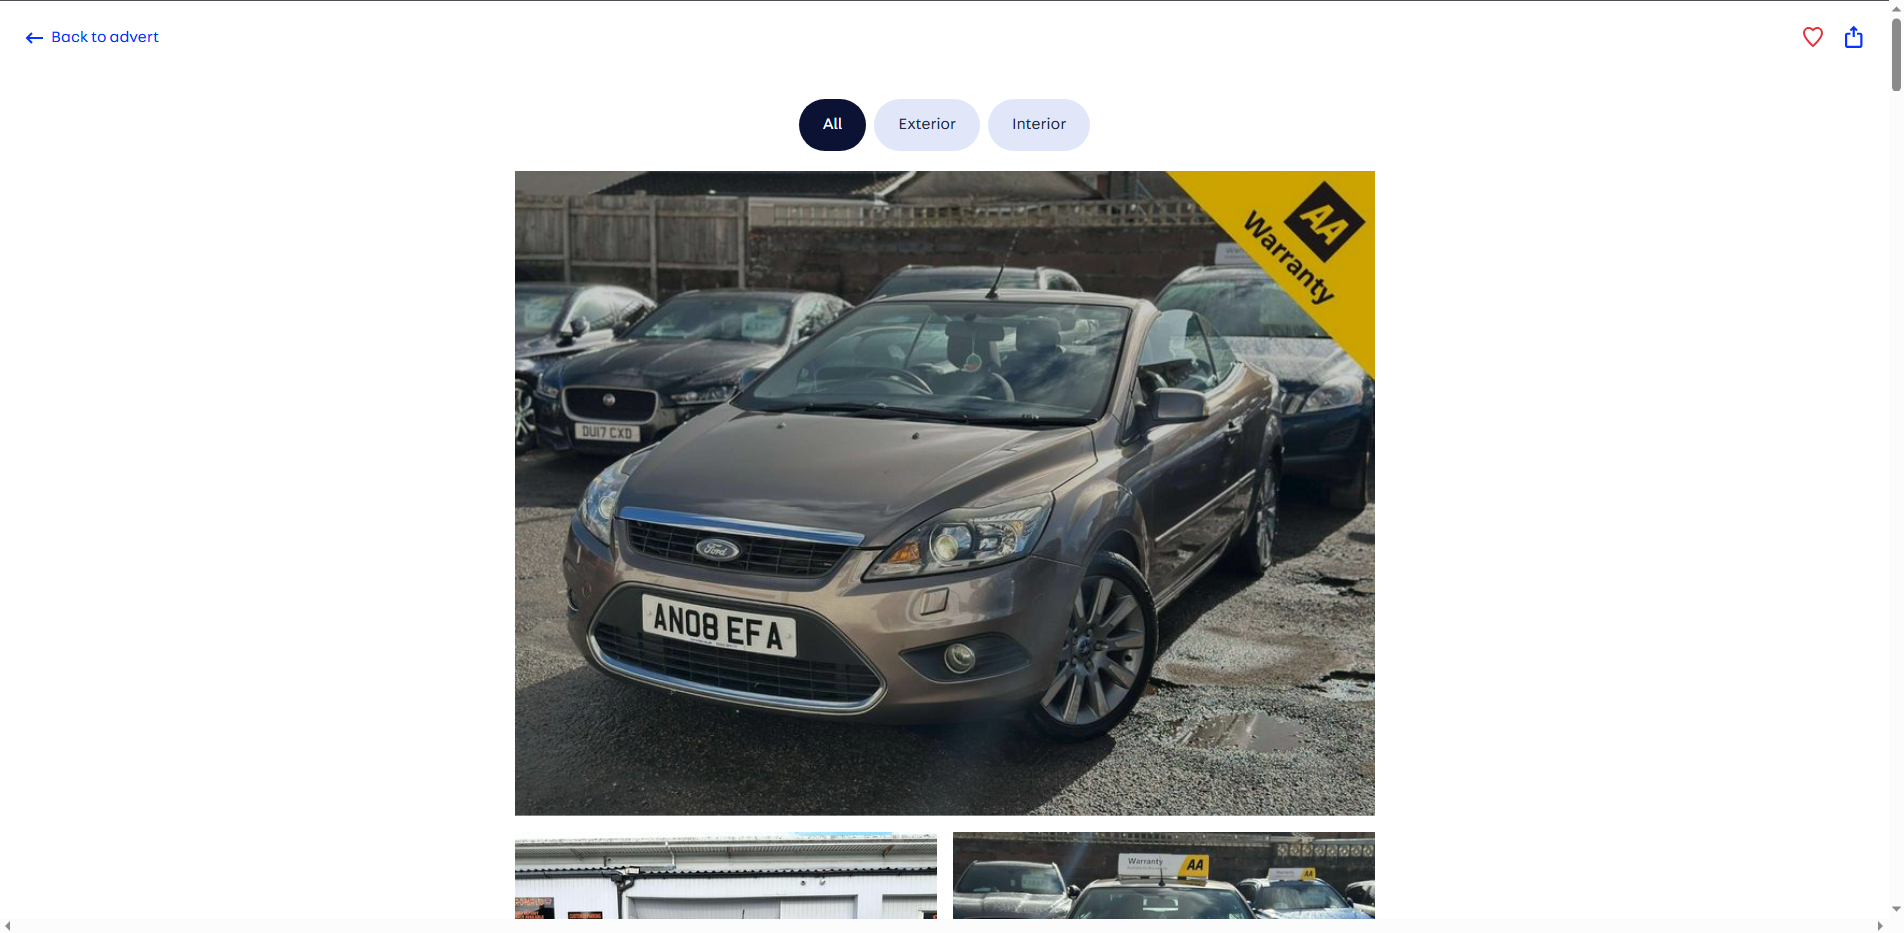 Back to advert
All
Exterior
Interior
AA
Warranty
DU17 CXD
Ford
AN08 EFA
Warranty
AA
AA